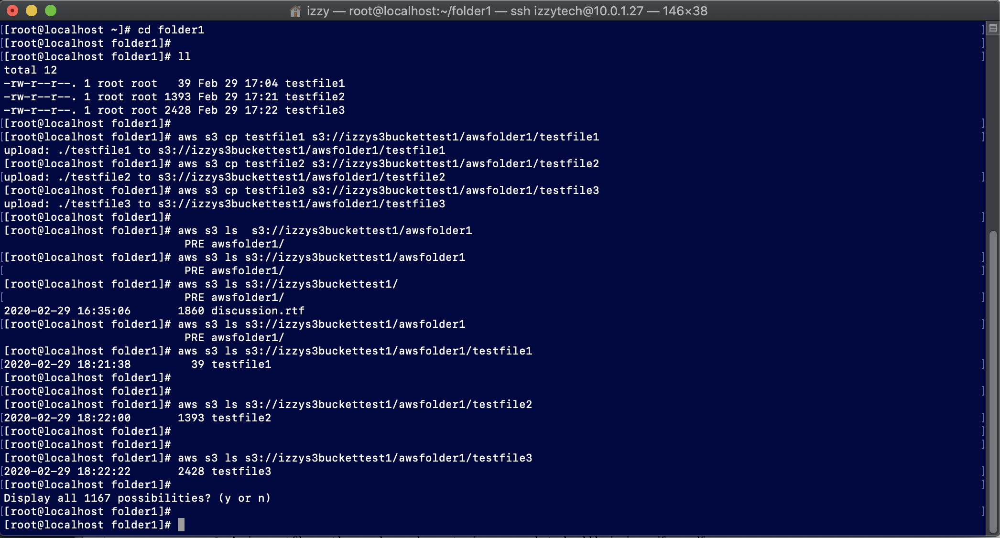 izzy — root@localhost:~/folder1 — ssh izzytech@10.0.1.27 — 146×38
[root@localhost ~]# cd folder1
[root@localhost folder1]#
[root@localhost folder1]# ll
total 12
-rw-r--r--. 1 root root   39 Feb 29 17:04 testfile1
-rw-r--r--. 1 root root 1393 Feb 29 17:21 testfile2
-rw-r--r--. 1 root root 2428 Feb 29 17:22 testfile3
[root@localhost folder1]#
[root@localhost folder1]# aws s3 cp testfile1 s3://izzys3buckettest1/awsfolder1/testfile1
upload: ./testfile1 to s3://izzys3buckettest1/awsfolder1/testfile1
[root@localhost folder1]# aws s3 cp testfile2 s3://izzys3buckettest1/awsfolder1/testfile2
upload: ./testfile2 to s3://izzys3buckettest1/awsfolder1/testfile2
[root@localhost folder1]# aws s3 cp testfile3 s3://izzys3buckettest1/awsfolder1/testfile3
upload: ./testfile3 to s3://izzys3buckettest1/awsfolder1/testfile3
[root@localhost folder1]#
[root@localhost folder1]# aws s3 ls  s3://izzys3buckettest1/awsfolder1
                           PRE awsfolder1/
[root@localhost folder1]# aws s3 ls s3://izzys3buckettest1/awsfolder1
                           PRE awsfolder1/
[root@localhost folder1]# aws s3 ls s3://izzys3buckettest1/
                           PRE awsfolder1/
2020-02-29 16:35:06       1860 discussion.rtf
[root@localhost folder1]# aws s3 ls s3://izzys3buckettest1/awsfolder1
                           PRE awsfolder1/
[root@localhost folder1]# aws s3 ls s3://izzys3buckettest1/awsfolder1/testfile1
2020-02-29 18:21:38         39 testfile1
[root@localhost folder1]#
[root@localhost folder1]#
[root@localhost folder1]# aws s3 ls s3://izzys3buckettest1/awsfolder1/testfile2
2020-02-29 18:22:00       1393 testfile2
[root@localhost folder1]#
[root@localhost folder1]#
[root@localhost folder1]# aws s3 ls s3://izzys3buckettest1/awsfolder1/testfile3
2020-02-29 18:22:22       2428 testfile3
[root@localhost folder1]#
Display all 1167 possibilities? (y or n)
[root@localhost folder1]#
[root@localhost folder1]#